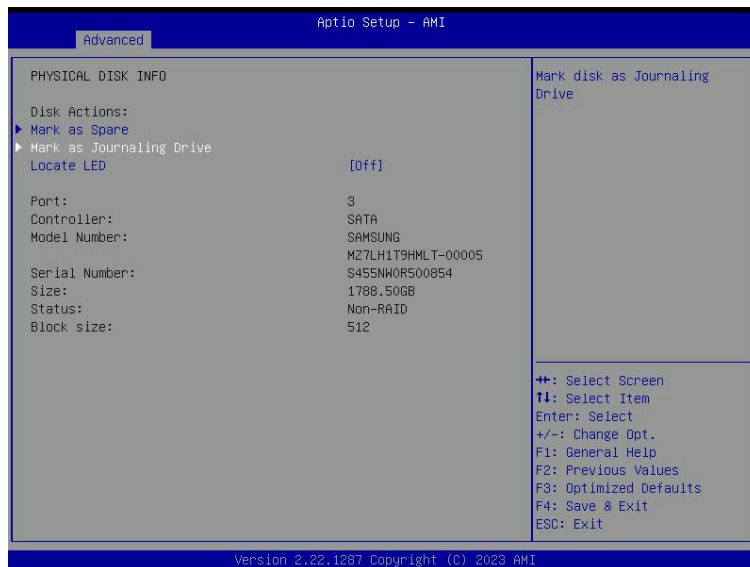 Aptio Setup – AMI
Advanced
PHYSICAL DISK INFO
Disk Actions:
Mark as Spare
Mark as Journaling Drive
Locate LED [Off]
Port: 3
Controller: SATA
Model Number: SAMSUNG
MZ7LH1T9HMLT-00005
Serial Number: S455NW0R500854
Size: 1788.50GB
Status: Non-RAID
Block size: 512
Mark disk as Journaling
Drive
→←: Select Screen
↑↓: Select Item
Enter: Select
+/-: Change Opt.
F1: General Help
F2: Previous Values
F3: Optimized Defaults
F4: Save & Exit
ESC: Exit
Version 2.22.1287 Copyright (C) 2023 AMI